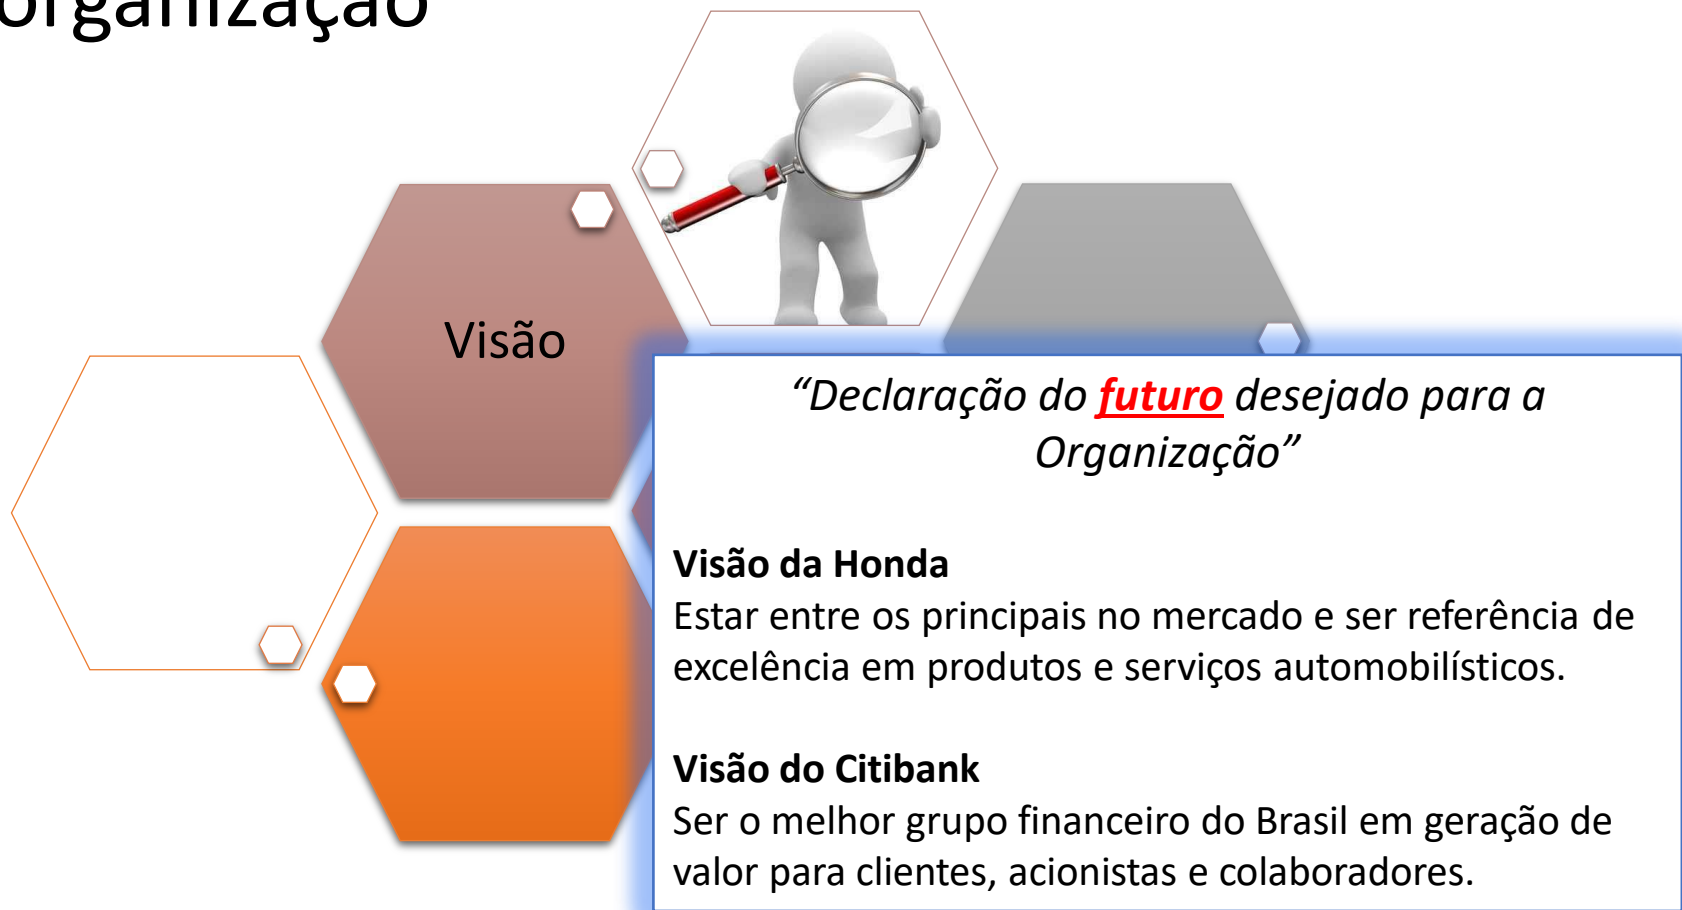 organização
Visão
“Declaração do futuro desejado para a
Organização”
Visão da Honda
Estar entre os principais no mercado e ser referência de
excelência em produtos e serviços automobilísticos.
Visão do Citibank
Ser o melhor grupo financeiro do Brasil em geração de
valor para clientes, acionistas e colaboradores.